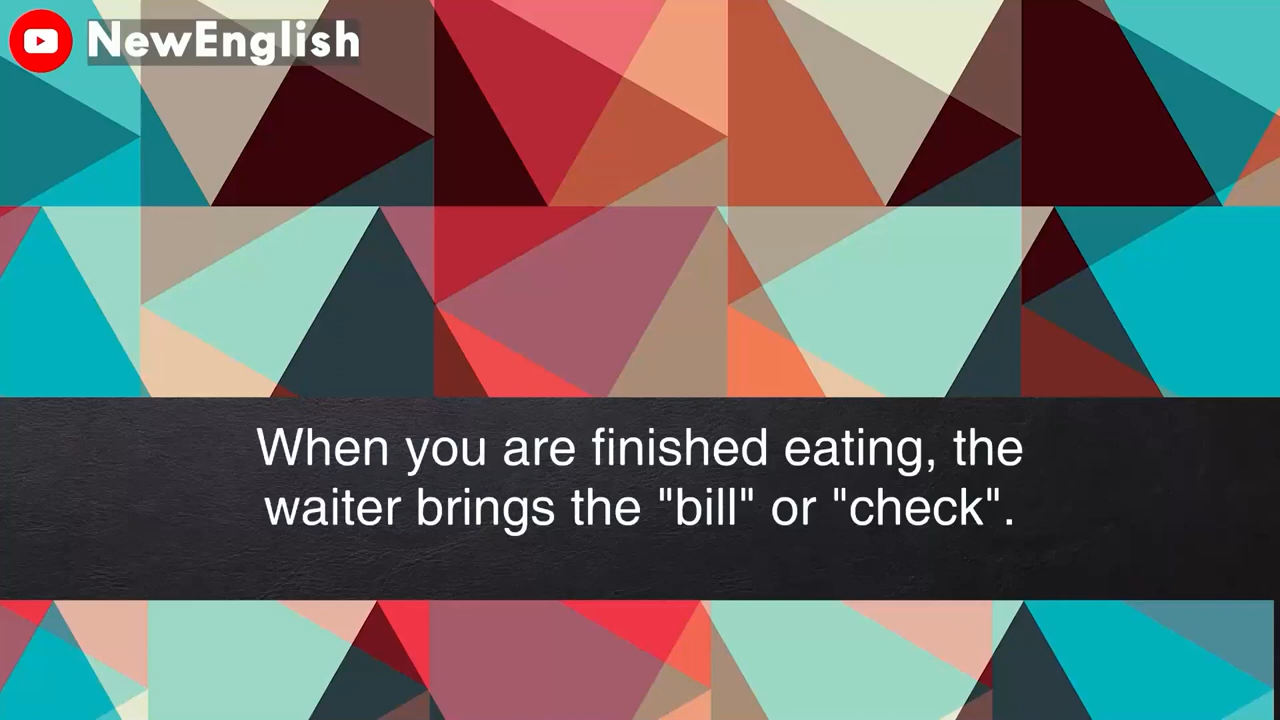 NewEnglish
When you are finished eating, the
waiter brings the "bill" or "check".